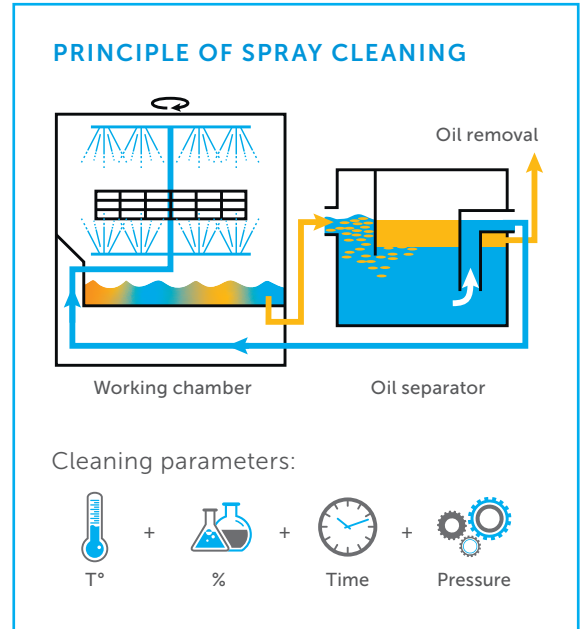 PRINCIPLE OF SPRAY CLEANING
Oil removal
Working chamber
Oil separator
Cleaning parameters:
+ + +
T° % Time Pressure